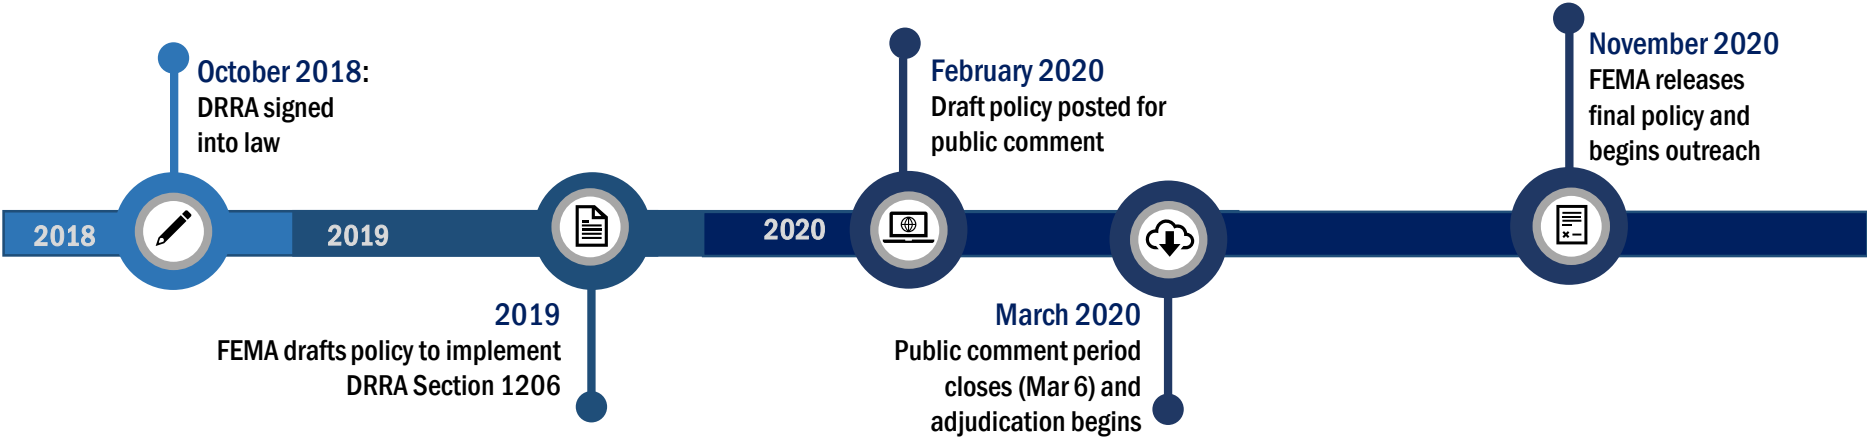 October 2018:
DRRA signed
into law
February 2020
Draft policy posted for
public comment
November 2020
FEMA releases
final policy and
begins outreach
2018
2019
2020
2019
FEMA drafts policy to implement
DRRA Section 1206
March 2020
Public comment period
closes (Mar 6) and
adjudication begins